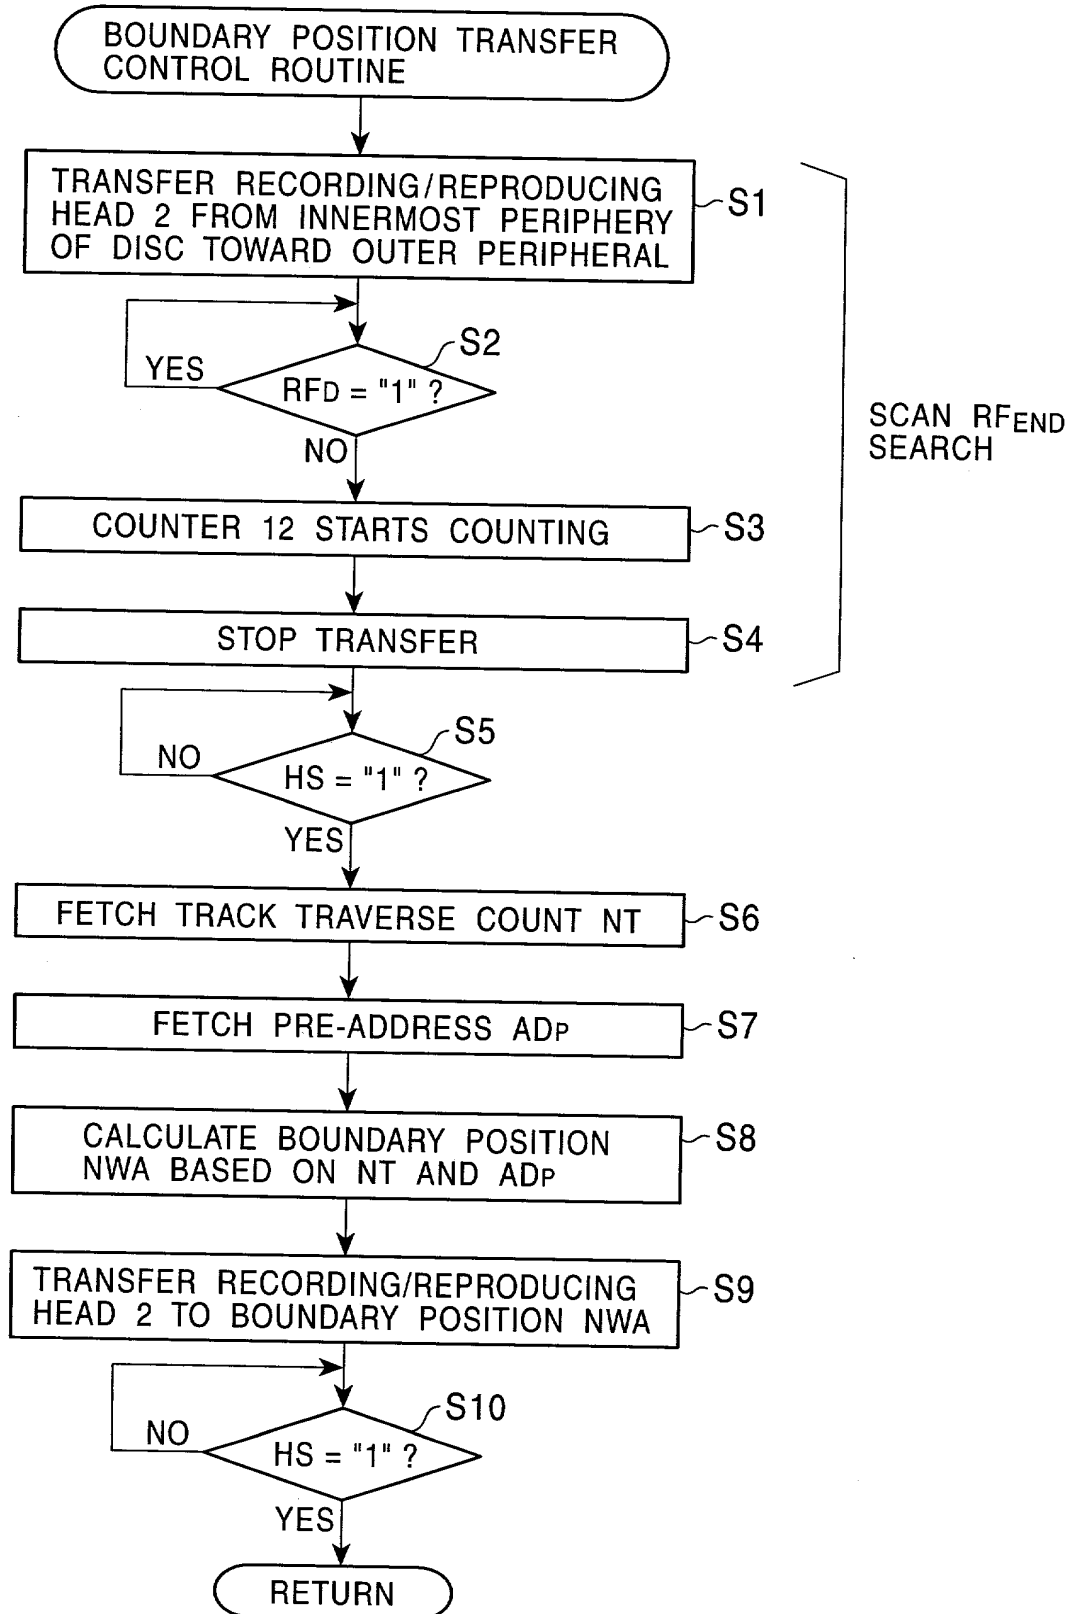 BOUNDARY POSITION TRANSFER
CONTROL ROUTINE
TRANSFER RECORDING/REPRODUCING
HEAD 2 FROM INNERMOST PERIPHERY
OF DISC TOWARD OUTER PERIPHERAL
S1
S2
YES
RFD = "1" ?
NO
SCAN RFEND
SEARCH
COUNTER 12 STARTS COUNTING
S3
STOP TRANSFER
S4
S5
NO
HS = "1" ?
YES
FETCH TRACK TRAVERSE COUNT NT
S6
FETCH PRE-ADDRESS ADP
S7
CALCULATE BOUNDARY POSITION
NWA BASED ON NT AND ADP
S8
TRANSFER RECORDING/REPRODUCING
HEAD 2 TO BOUNDARY POSITION NWA
S9
S10
NO
HS = "1" ?
YES
RETURN